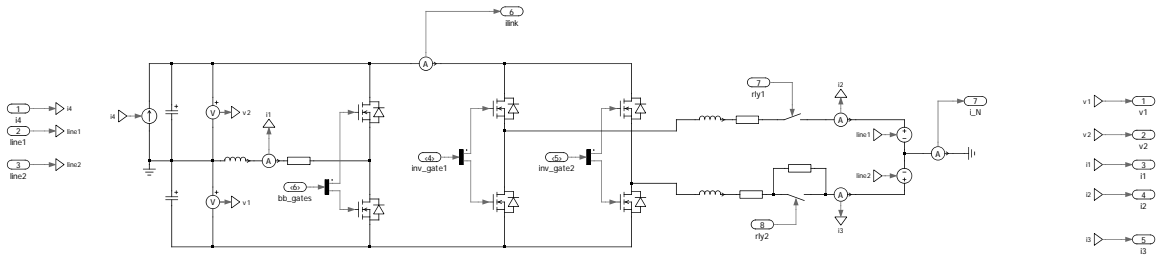 6
ilink
A
7
rly1
i2
1
i4
i4
2
line1
line1
3
line2
line2
i4
+
V
v2
i1
A
A
line1
7
i_N
A
v1
1
v1
v2
2
v2
<4>
inv_gate1
<5>
inv_gate2
<6>
bb_gates
line2
i1
3
i1
+
V
v1
A
i3
i2
4
i2
8
rly2
i3
5
i3